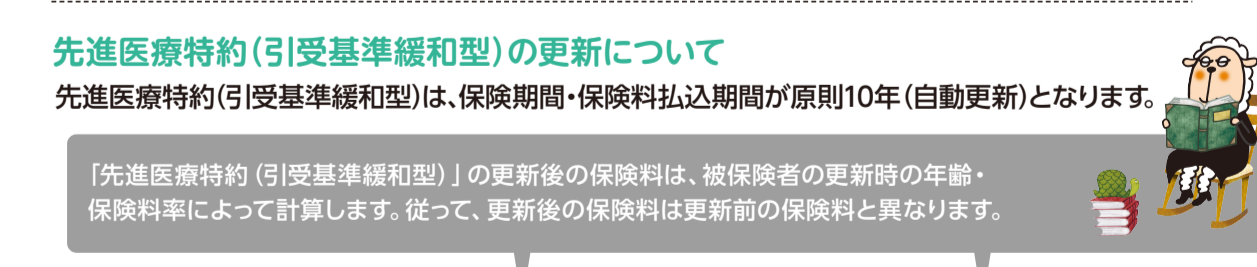 先進医療特約(引受基準緩和型)の更新について
先進医療特約(引受基準緩和型)は、保険期間・保険料払込期間が原則10年(自動更新)となります。
「先進医療特約(引受基準緩和型)」の更新後の保険料は、被保険者の更新時の年齢・
保険料率によって計算します。従って、更新後の保険料は更新前の保険料と異なります。